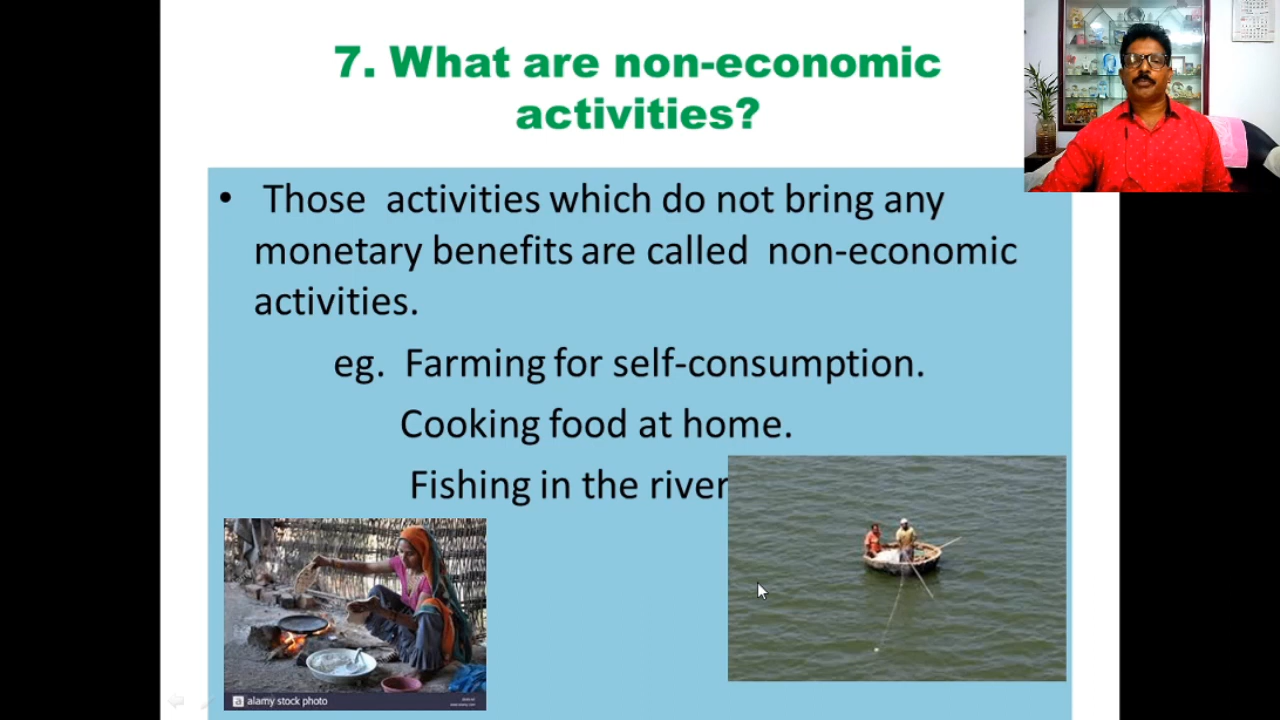 7. What are non-economic
activities?
• Those activities which do not bring any
monetary benefits are called non-economic
activities.
eg. Farming for self-consumption.
Cooking food at home.
Fishing in the river
a alamy stock photo